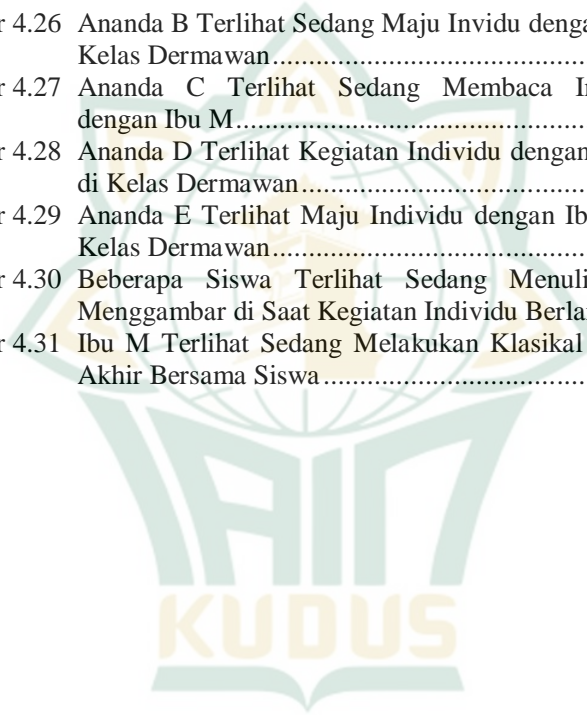 r 4.26 Ananda B Terlihat Sedang Maju Invidu denga
Kelas Dermawan..................................................
r 4.27 Ananda C Terlihat Sedang Membaca In
dengan Ibu M........................................................
r 4.28 Ananda D Terlihat Kegiatan Individu dengan
di Kelas Dermawan..............................................
r 4.29 Ananda E Terlihat Maju Individu dengan Ib
Kelas Dermawan..................................................
r 4.30 Beberapa Siswa Terlihat Sedang Menuli
Menggambar di Saat Kegiatan Individu Berla
r 4.31 Ibu M Terlihat Sedang Melakukan Klasikal
Akhir Bersama Siswa...........................................
IAIN
KUDUS